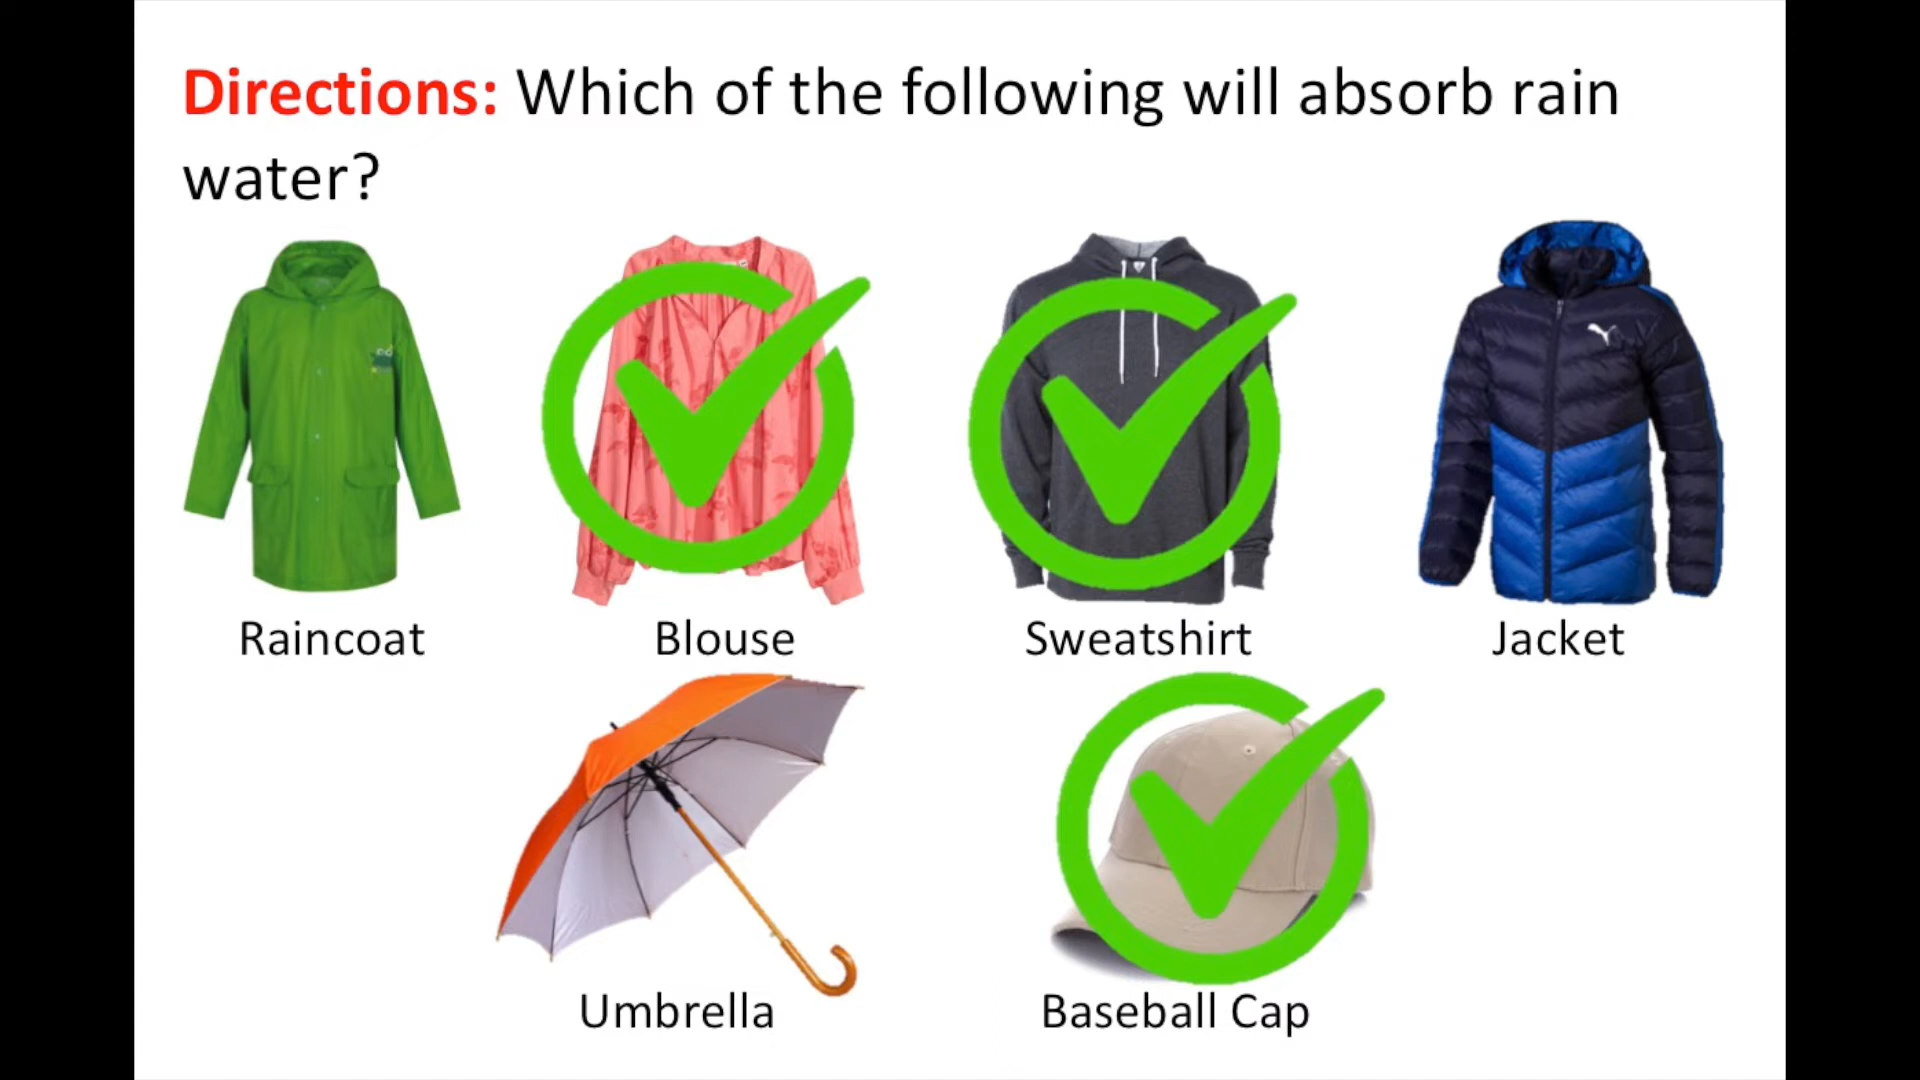 Directions: Which of the following will absorb rain
water?
Raincoat
Blouse
Sweatshirt
Jacket
Umbrella
Baseball Cap